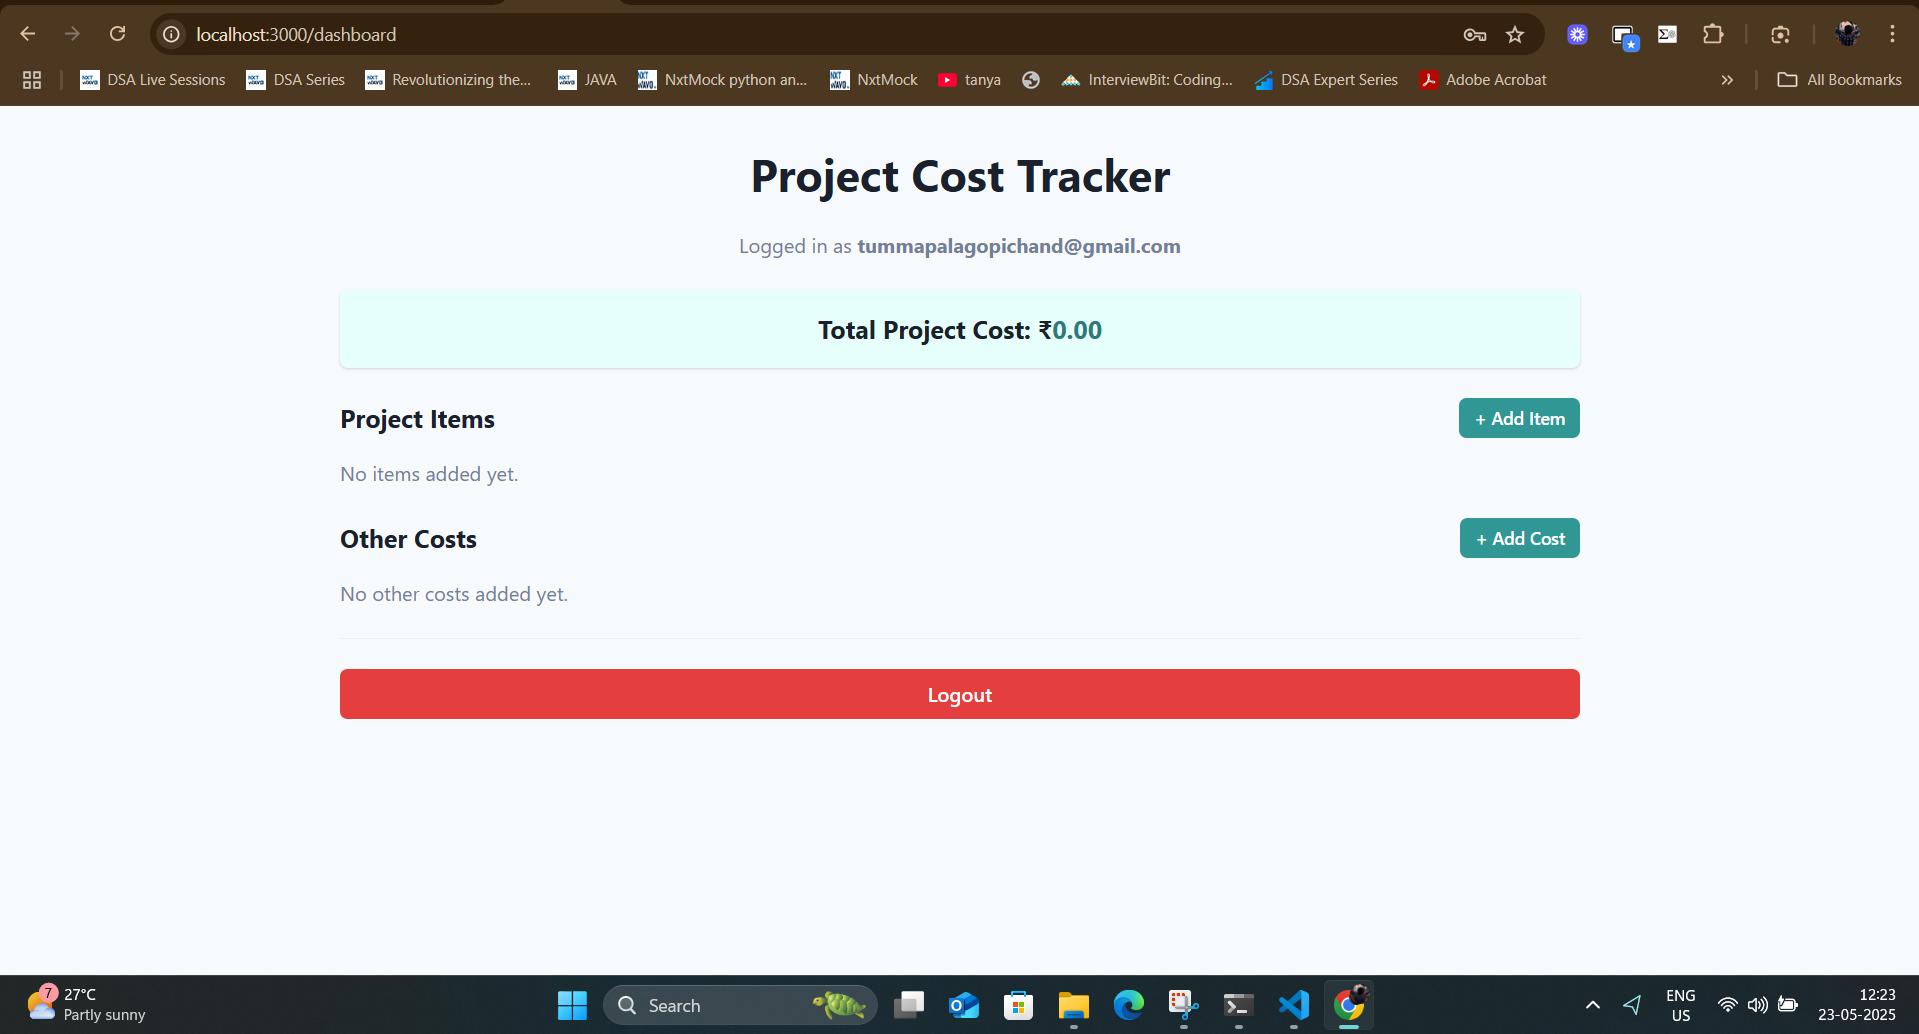 localhost:3000/dashboard
DSA Live Sessions DSA Series Revolutionizing the... JAVA NxtMock python an... NxtMock tanya InterviewBit: Coding... DSA Expert Series Adobe Acrobat All Bookmarks
Project Cost Tracker
Logged in as tummapalagopichand@gmail.com
Total Project Cost: ₹0.00
Project Items
+ Add Item
No items added yet.
Other Costs
+ Add Cost
No other costs added yet.
Logout
7
27°C
Partly sunny
Search
ENG
US
12:23
23-05-2025